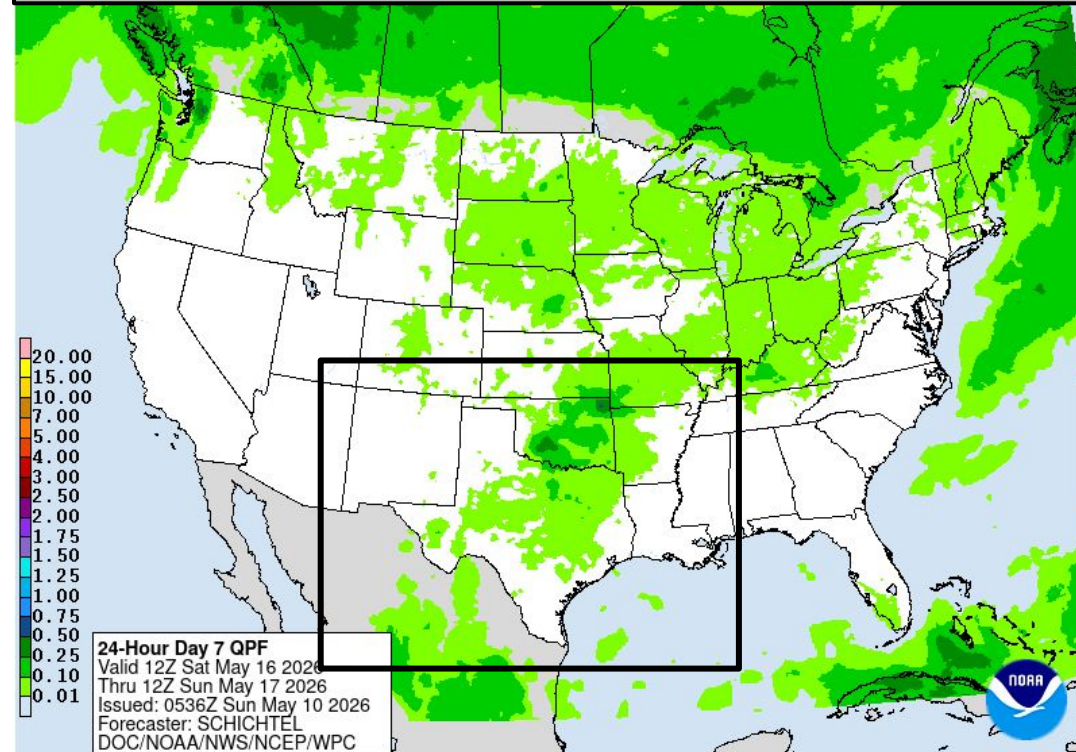 20.00
15.00
10.00
7.00
5.00
4.00
3.00
2.50
2.00
1.75
1.50
1.25
1.00
0.75
0.50
0.25
0.10
0.01
24-Hour Day 7 QPF
Valid 12Z Sat May 16 2026
Thru 12Z Sun May 17 2026
Issued: 0536Z Sun May 10 2026
Forecaster: SCHICHTEL
DOC/NOAA/NWS/NCEP/WPC
NOAA